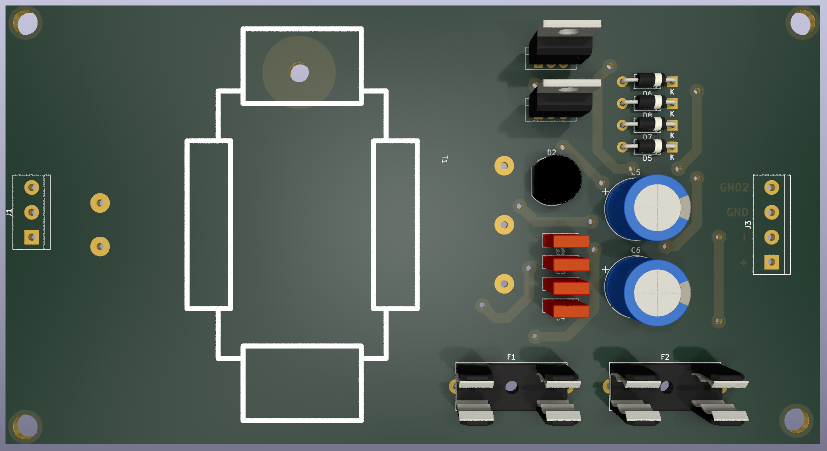 D6
K
D8
K
D7
K
D5
K
T1
D2
C5
+
GND2
J1
GND
J3
C6
+
+
F1
F2